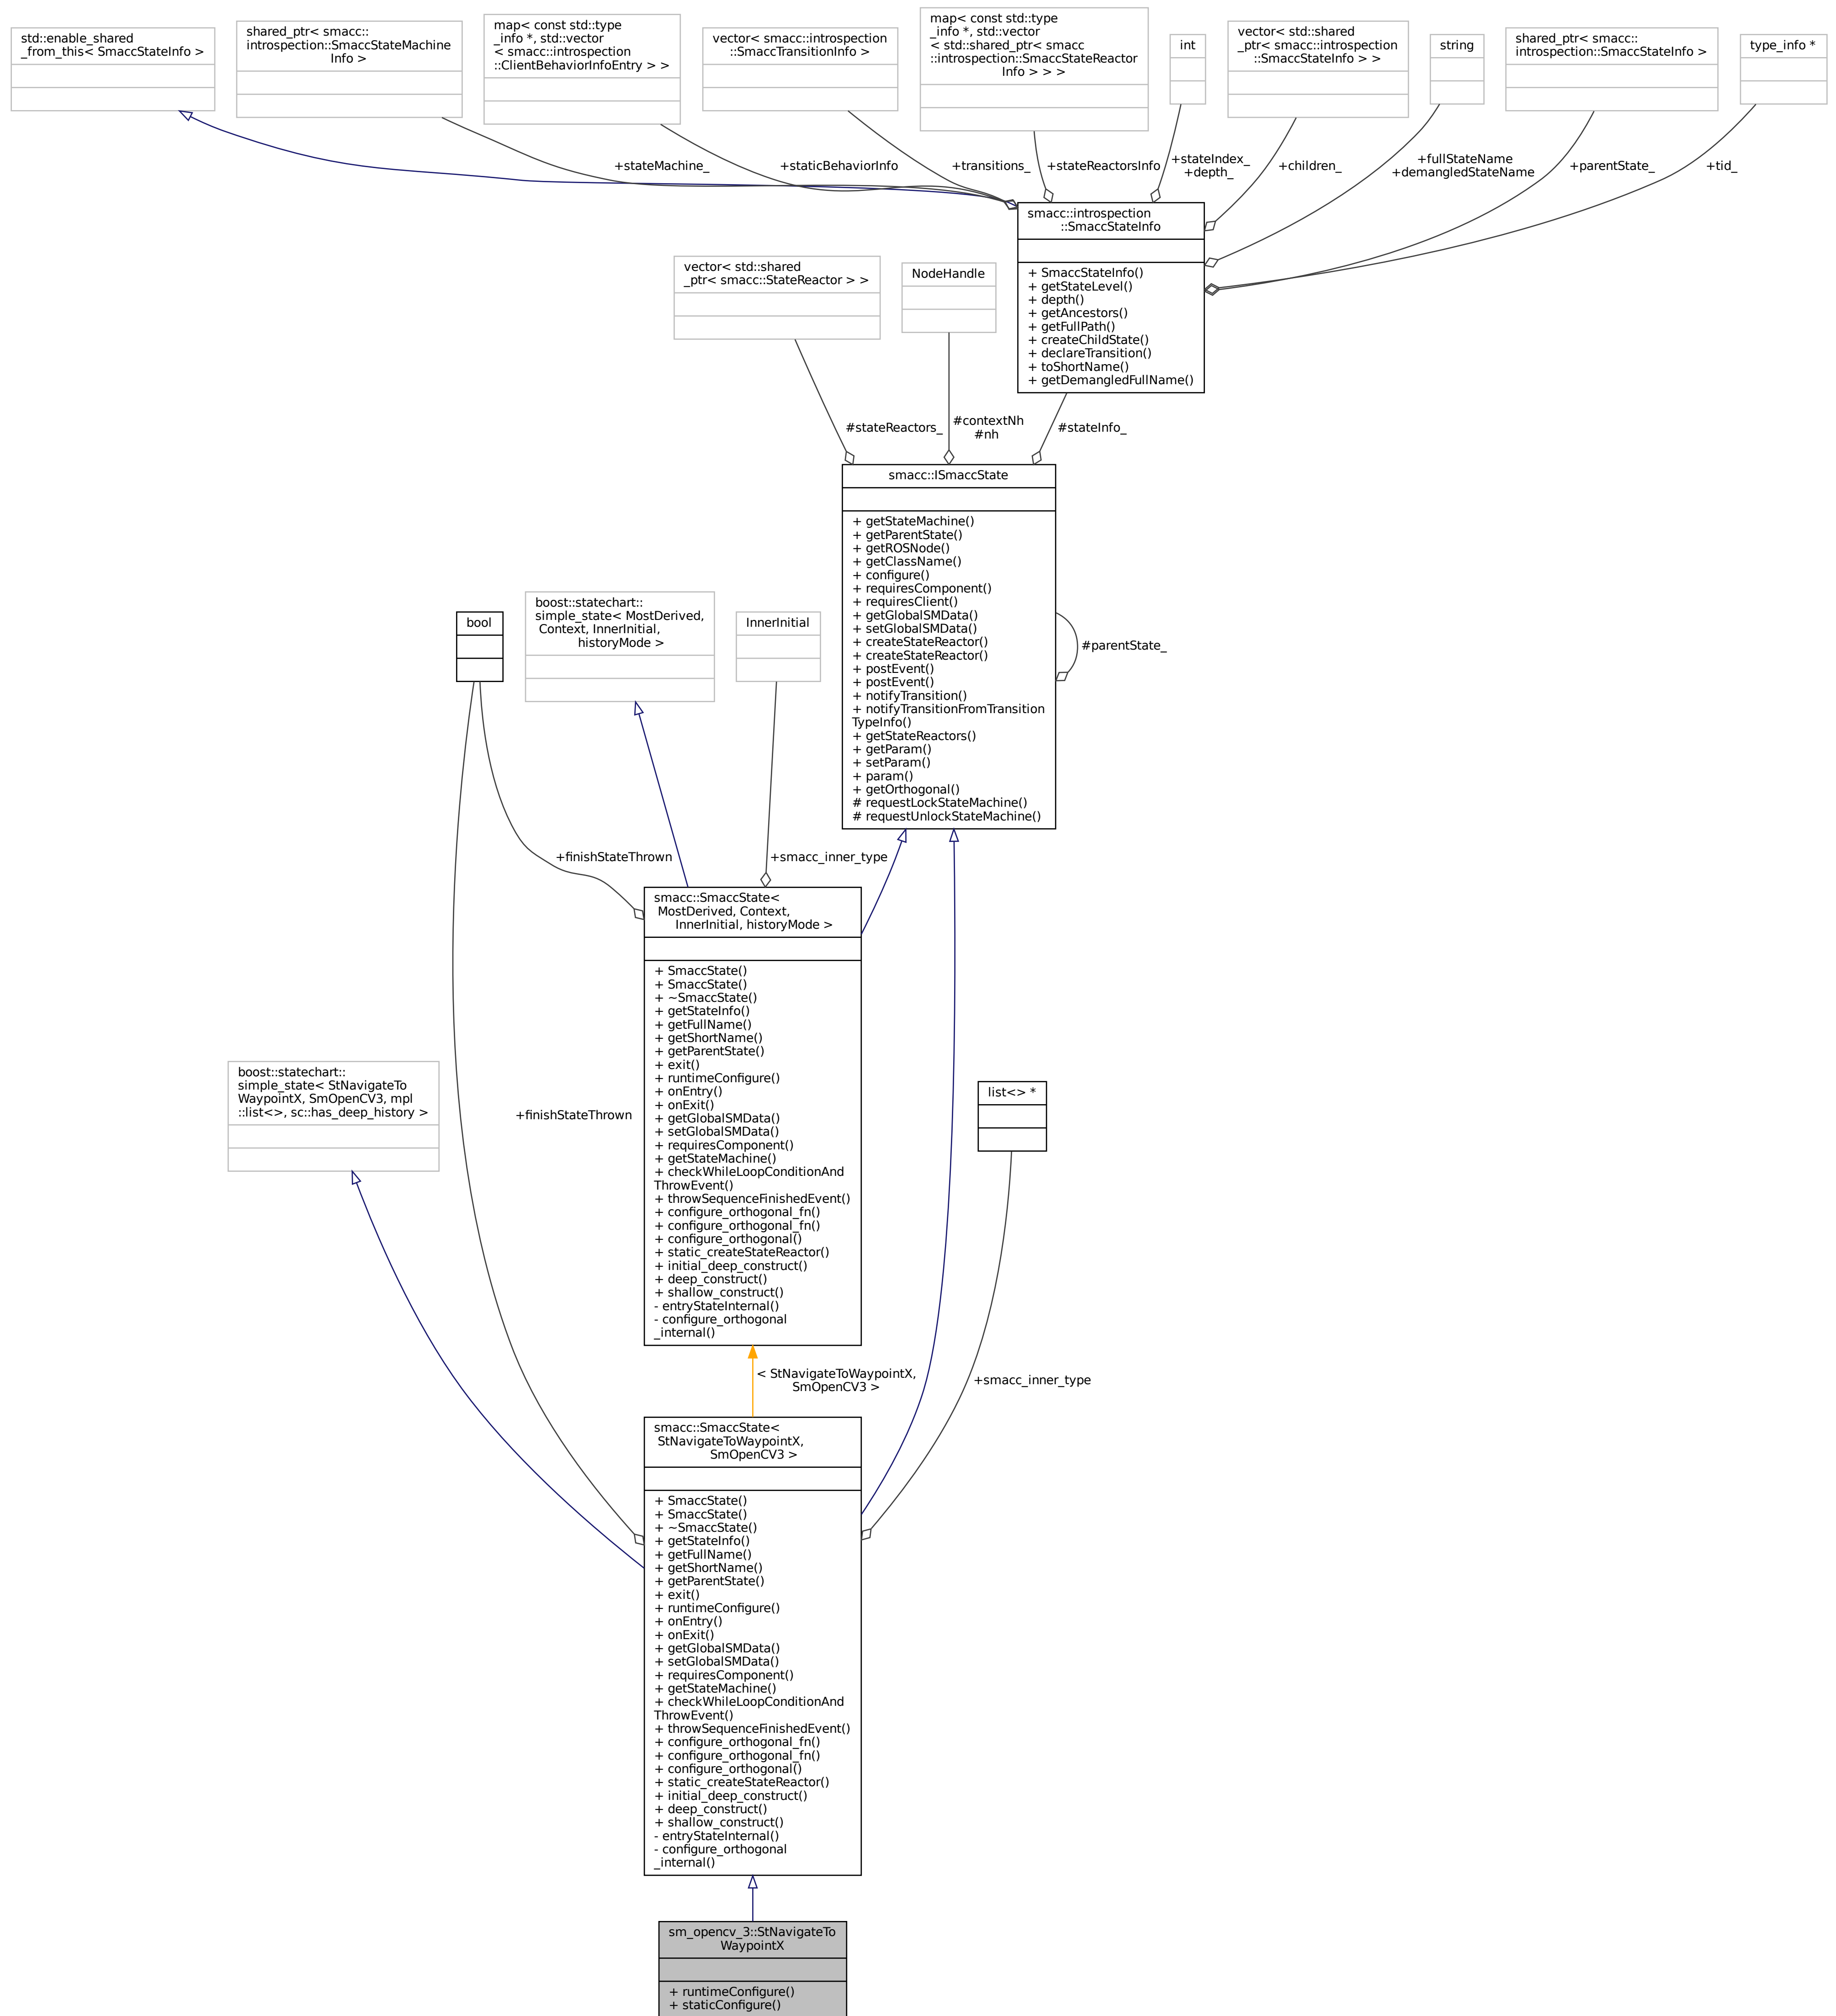 std::enable_shared
_from_this< SmaccStateInfo >
shared_ptr< smacc::
introspection::SmaccStateMachine
Info >
map< const std::type
_info *, std::vector
< smacc::introspection
::ClientBehaviorInfoEntry > >
vector< smacc::introspection
::SmaccTransitionInfo >
map< const std::type
_info *, std::vector
< std::shared_ptr< smacc
::introspection::SmaccStateReactor
Info > > >
int
vector< std::shared
_ptr< smacc::introspection
::SmaccStateInfo > >
string
shared_ptr< smacc::
introspection::SmaccStateInfo >
type_info *
+stateMachine_
+staticBehaviorInfo
+transitions_
+stateReactorsInfo
+stateIndex_
+depth_
+children_
+fullStateName
+demangledStateName
+parentState_
+tid_
smacc::introspection
::SmaccStateInfo
+ SmaccStateInfo()
+ getStateLevel()
+ depth()
+ getAncestors()
+ getFullPath()
+ createChildState()
+ declareTransition()
+ toShortName()
+ getDemangledFullName()
vector< std::shared
_ptr< smacc::StateReactor > >
NodeHandle
#stateReactors_
#contextNh
#nh
#stateInfo_
smacc::ISmaccState
+ getStateMachine()
+ getParentState()
+ getROSNode()
+ getClassName()
+ configure()
+ requiresComponent()
+ requiresClient()
+ getGlobalSMData()
+ setGlobalSMData()
+ createStateReactor()
+ createStateReactor()
+ postEvent()
+ postEvent()
+ notifyTransition()
+ notifyTransitionFromTransition
TypeInfo()
+ getStateReactors()
+ getParam()
+ setParam()
+ param()
+ getOrthogonal()
# requestLockStateMachine()
# requestUnlockStateMachine()
#parentState_
bool
boost::statechart::
simple_state< MostDerived,
Context, InnerInitial,
historyMode >
InnerInitial
+finishStateThrown
+smacc_inner_type
smacc::SmaccState<
MostDerived, Context,
InnerInitial, historyMode >
+ SmaccState()
+ SmaccState()
+ ~SmaccState()
+ getStateInfo()
+ getFullName()
+ getShortName()
+ getParentState()
+ exit()
+ runtimeConfigure()
+ onEntry()
+ onExit()
+ getGlobalSMData()
+ setGlobalSMData()
+ requiresComponent()
+ getStateMachine()
+ checkWhileLoopConditionAnd
ThrowEvent()
+ throwSequenceFinishedEvent()
+ configure_orthogonal_fn()
+ configure_orthogonal_fn()
+ configure_orthogonal()
+ static_createStateReactor()
+ initial_deep_construct()
+ deep_construct()
+ shallow_construct()
- entryStateInternal()
- configure_orthogonal
_internal()
boost::statechart::
simple_state< StNavigateTo
WaypointX, SmOpenCV3, mpl
::list<>, sc::has_deep_history >
+finishStateThrown
list<> *
< StNavigateToWaypointX,
SmOpenCV3 >
+smacc_inner_type
smacc::SmaccState<
StNavigateToWaypointX,
SmOpenCV3 >
+ SmaccState()
+ SmaccState()
+ ~SmaccState()
+ getStateInfo()
+ getFullName()
+ getShortName()
+ getParentState()
+ exit()
+ runtimeConfigure()
+ onEntry()
+ onExit()
+ getGlobalSMData()
+ setGlobalSMData()
+ requiresComponent()
+ getStateMachine()
+ checkWhileLoopConditionAnd
ThrowEvent()
+ throwSequenceFinishedEvent()
+ configure_orthogonal_fn()
+ configure_orthogonal_fn()
+ configure_orthogonal()
+ static_createStateReactor()
+ initial_deep_construct()
+ deep_construct()
+ shallow_construct()
- entryStateInternal()
- configure_orthogonal
_internal()
sm_opencv_3::StNavigateTo
WaypointX
+ runtimeConfigure()
+ staticConfigure()